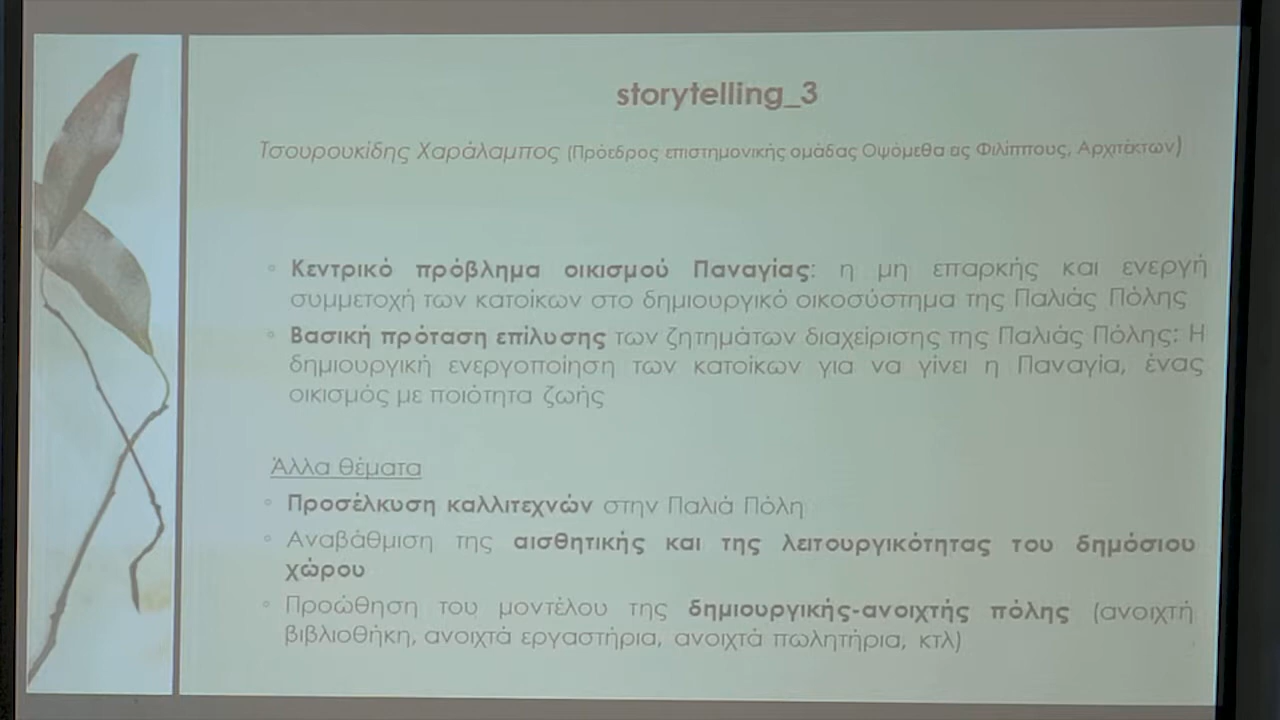 storytelling_3
Τσουρουκίδης Χαράλαμπος (Πρόεδρος επιστημονικής ομάδας Οψόμεθα ες Φιλίππους, Αρχιτέκτων)
◦ Κεντρικό πρόβλημα οικισμού Παναγίας: η μη επαρκής και ενεργή
συμμετοχή των κατοίκων στο δημιουργικό οικοσύστημα της Παλιάς Πόλης
◦ Βασική πρόταση επίλυσης των ζητημάτων διαχείρισης της Παλιάς Πόλης: Η
δημιουργική ενεργοποίηση των κατοίκων για να γίνει η Παναγία, ένας
οικισμός με ποιότητα ζωής
Άλλα θέματα
◦ Προσέλκυση καλλιτεχνών στην Παλιά Πόλη
◦ Αναβάθμιση της αισθητικής και της λειτουργικότητας του δημόσιου
χώρου
◦ Προώθηση του μοντέλου της δημιουργικής-ανοιχτής πόλης (ανοιχτή
βιβλιοθήκη, ανοιχτά εργαστήρια, ανοιχτά πωλητήρια, κτλ)